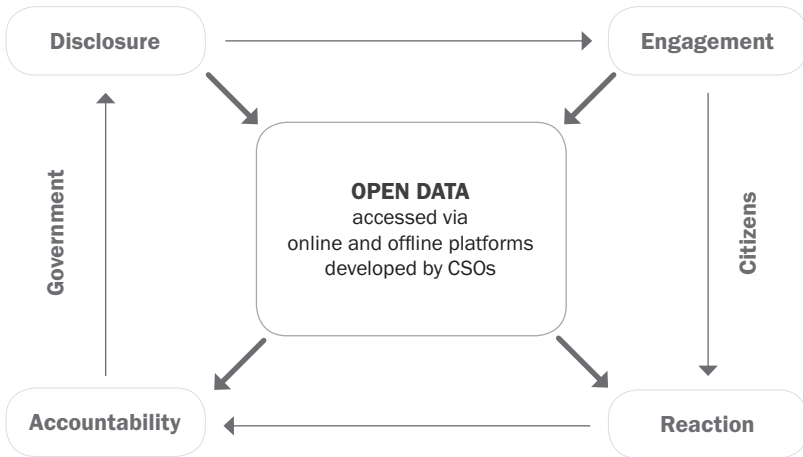 Disclosure
Engagement
OPEN DATA
accessed via
online and offline platforms
developed by CSOs
Government
Citizens
Accountability
Reaction